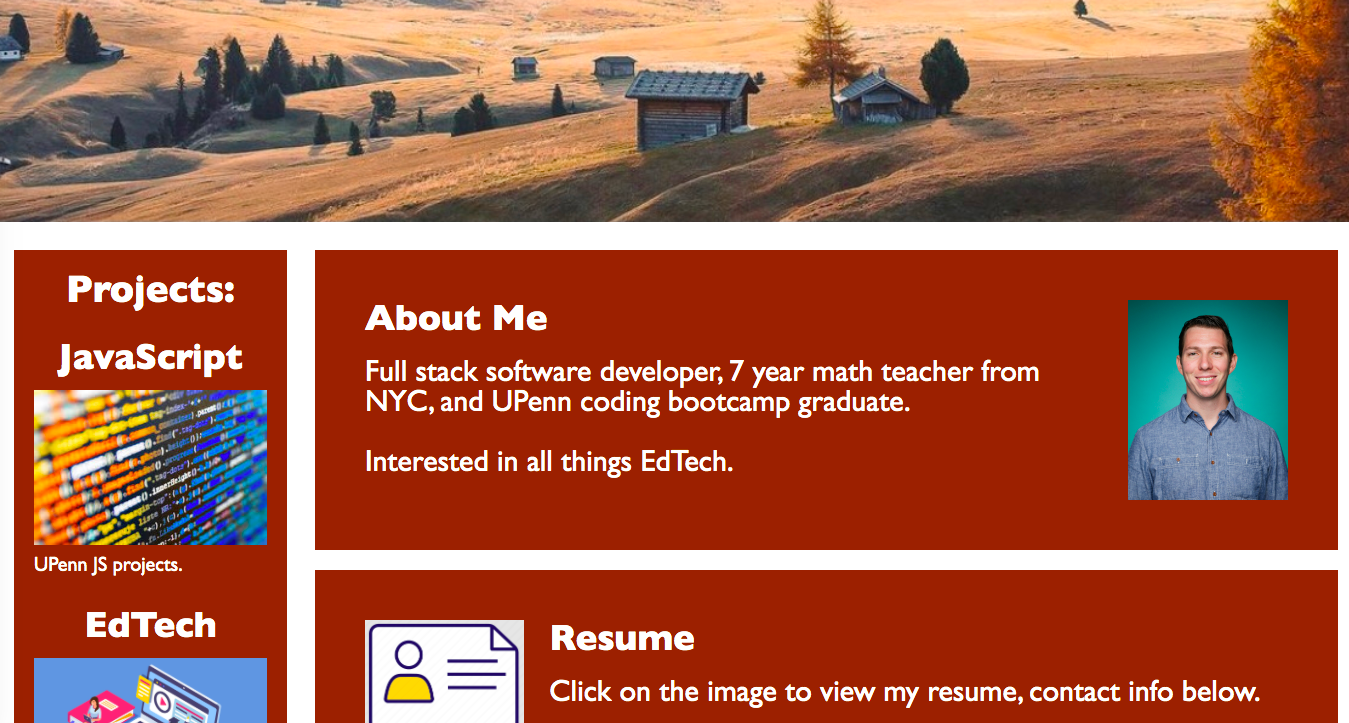 Projects:
JavaScript
UPenn JS projects.
EdTech
About Me
Full stack software developer, 7 year math teacher from
NYC, and UPenn coding bootcamp graduate.
Interested in all things EdTech.
Resume
Click on the image to view my resume, contact info below.